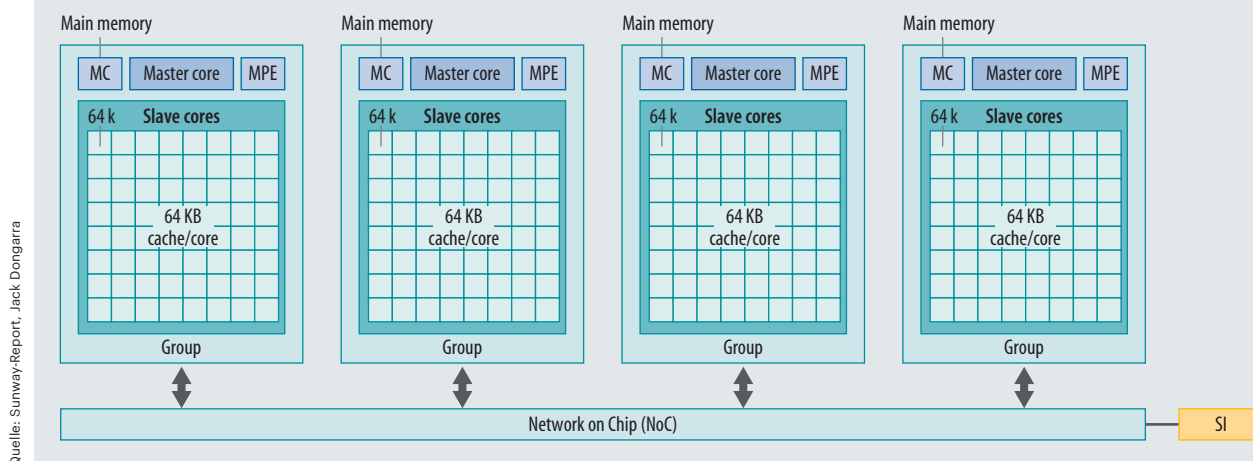 Main memory
Main memory
Main memory
Main memory
MC Master core MPE
MC Master core MPE
MC Master core MPE
MC Master core MPE
64 k Slave cores
64 k Slave cores
64 k Slave cores
64 k Slave cores
64 KB
cache/core
64 KB
cache/core
64 KB
cache/core
64 KB
cache/core
Group
Group
Group
Group
Network on Chip (NoC)
SI
Quelle: Sunway-Report, Jack Dongarra